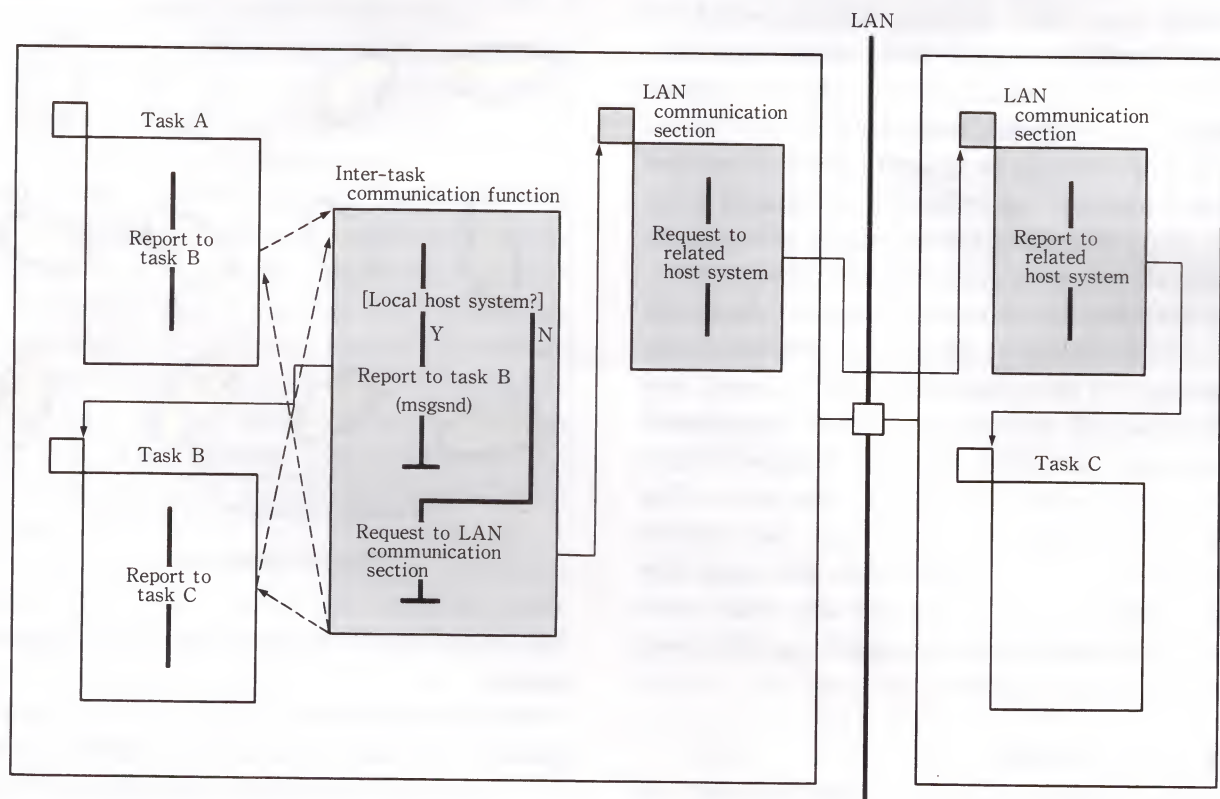 LAN
Task A
Report to
task B
Inter-task
communication function
[Local host system?]
Y
N
Report to task B
(msgsnd)
Request to LAN
communication
section
Task B
Report to
task C
LAN
communication
section
Request to
related
host system
LAN
communication
section
Report to
related
host system
Task C